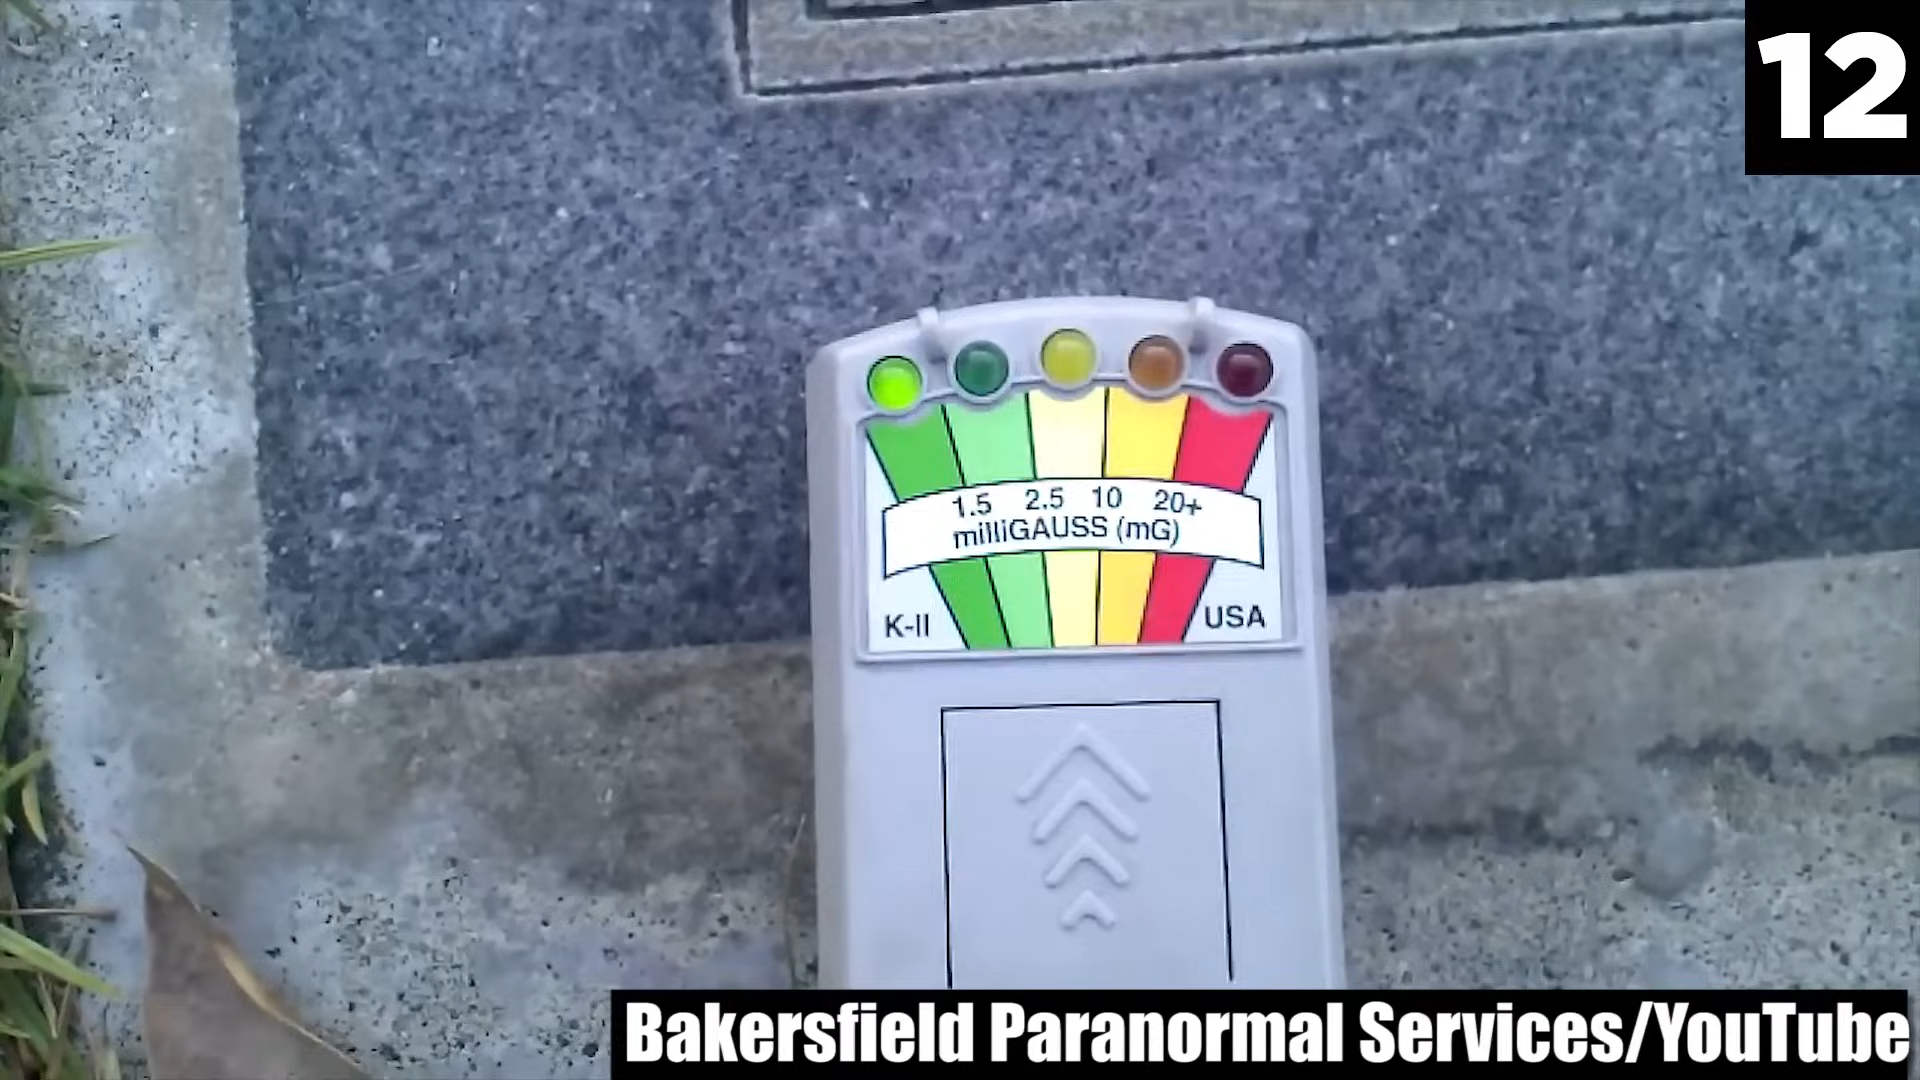 12
1.5 2.5 10 20+
milliGAUSS (mG)
K-II USA
Bakersfield Paranormal Services/YouTube